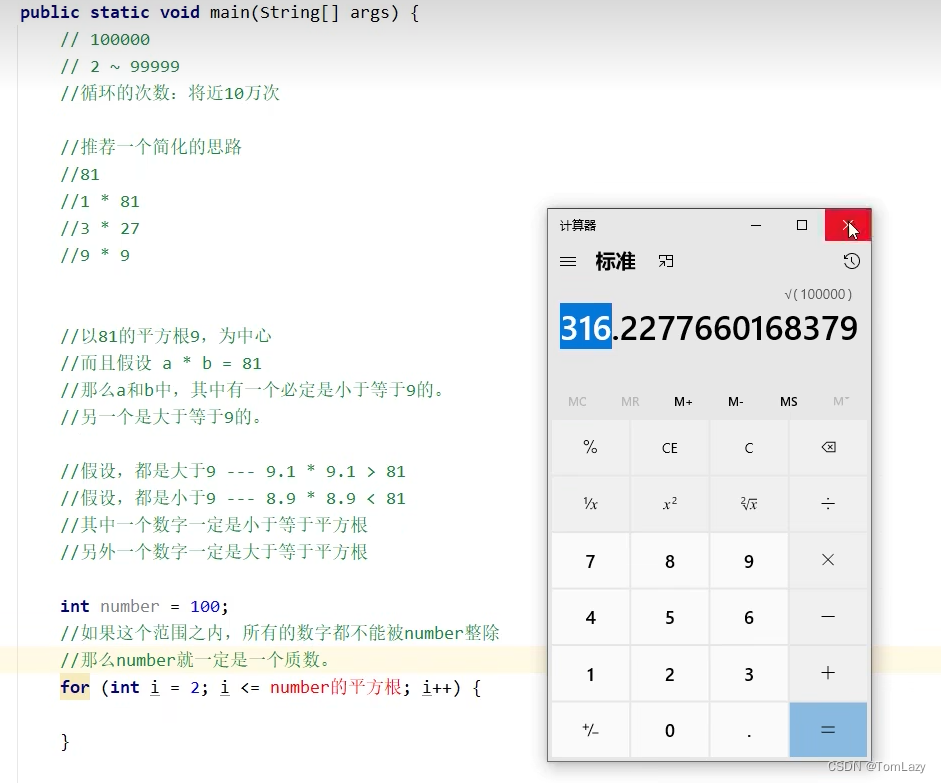 public static void main(String[] args) {
// 100000
// 2 ~ 99999
//循环的次数：将近10万次
//推荐一个简化的思路
//81
//1 * 81
//3 * 27
//9 * 9
//以81的平方根9，为中心
//而且假设 a * b = 81
//那么a和b中，其中有一个必定是小于等于9的。
//另一个是大于等于9的。
//假设，都是大于9 --- 9.1 * 9.1 > 81
//假设，都是小于9 --- 8.9 * 8.9 < 81
//其中一个数字一定是小于等于平方根
//另外一个数字一定是大于等于平方根
int number = 100;
//如果这个范围之内，所有的数字都不能被number整除
//那么number就一定是一个质数。
for (int i = 2; i <= number的平方根; i++) {
}
计算器
标准
√( 100000 )
316.2277660168379
MC MR M+ M- MS M˅
% CE C
¹/x x² ²√x ÷
7 8 9 ×
4 5 6 −
1 2 3 +
+/− 0 . =
CSDN @TomLazy